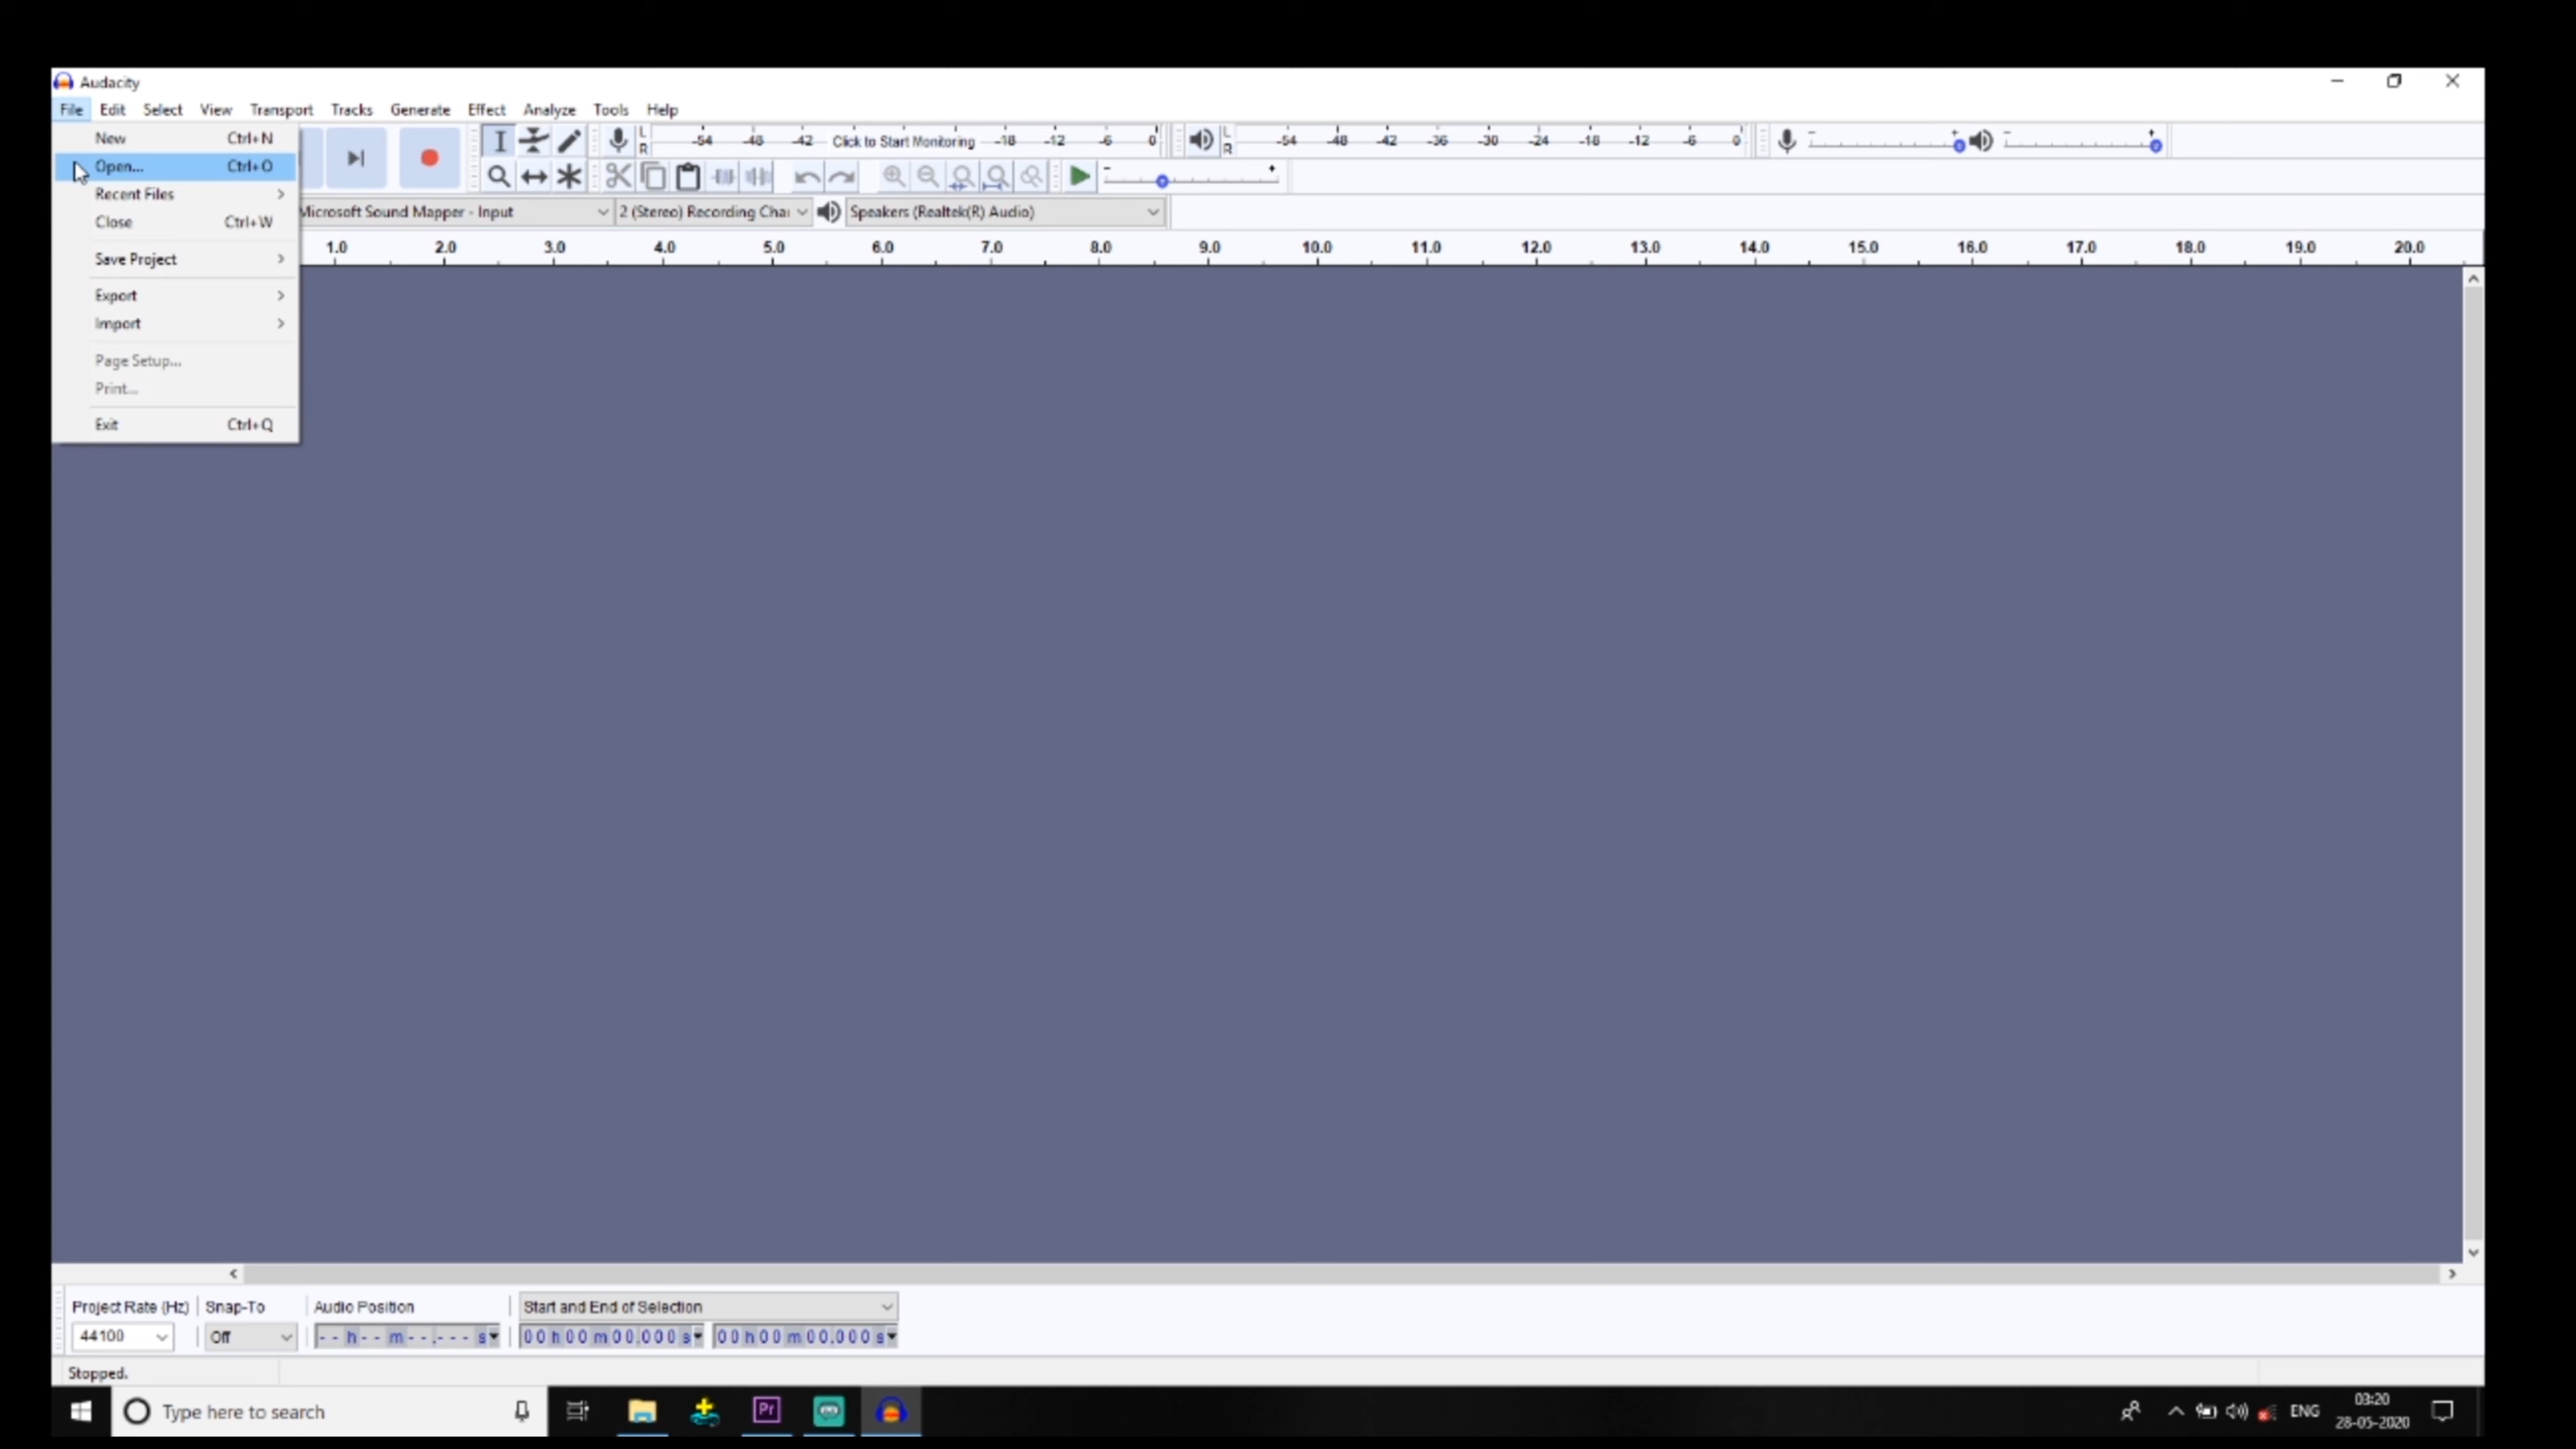 Audacity
File Edit Select View Transport Tracks Generate Effect Analyze Tools Help
New Ctrl+N
Open... Ctrl+O
Recent Files
Close Ctrl+W
Save Project
Export
Import
Page Setup...
Print...
Exit Ctrl+Q
L
R
-54 -48 -42 Click to Start Monitoring -18 -12 -6 0
L
R
-54 -48 -42 -36 -30 -24 -18 -12 -6 0
- +
- +
- +
Microsoft Sound Mapper - Input 2 (Stereo) Recording Chai Speakers (Realtek(R) Audio)
1.0 2.0 3.0 4.0 5.0 6.0 7.0 8.0 9.0 10.0 11.0 12.0 13.0 14.0 15.0 16.0 17.0 18.0 19.0 20.0
Project Rate (Hz) Snap-To Audio Position Start and End of Selection
44100 Off -- h -- m --.--- s 00 h 00 m 00.000 s 00 h 00 m 00.000 s
Stopped.
Type here to search
Pr
ENG
03:20
28-05-2020